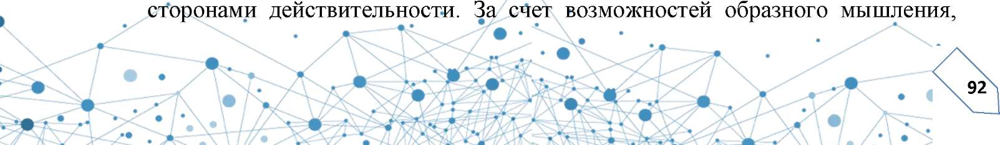 сторонами действительности. За счет возможностей образного мышления,
92